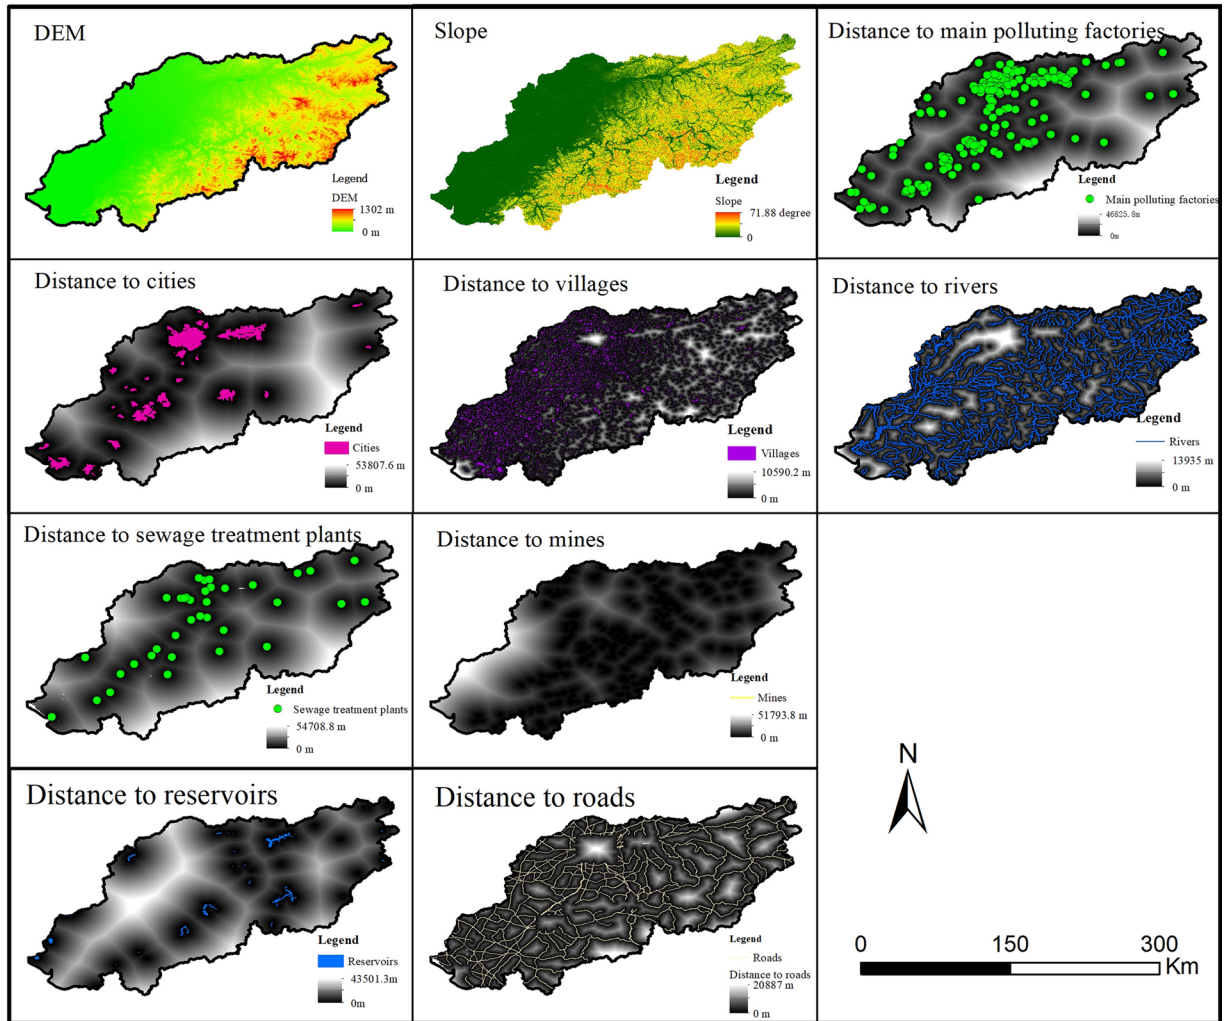 DEM
Legend
DEM
1302 m
0 m
Slope
Legend
Slope
71.88 degree
0
Distance to main polluting factories
Legend
Main polluting factories
46825.8m
0m
Distance to cities
Legend
Cities
53807.6 m
0 m
Distance to villages
Legend
Villages
10590.2 m
0 m
Distance to rivers
Legend
Rivers
13935 m
0 m
Distance to sewage treatment plants
Legend
Sewage treatment plants
54708.8 m
0 m
Distance to mines
Legend
Mines
51793.8 m
0 m
Distance to reservoirs
Legend
Reservoirs
43501.3m
0m
Distance to roads
Legend
Roads
Distance to roads
20887 m
0 m
N
0 150 300
Km